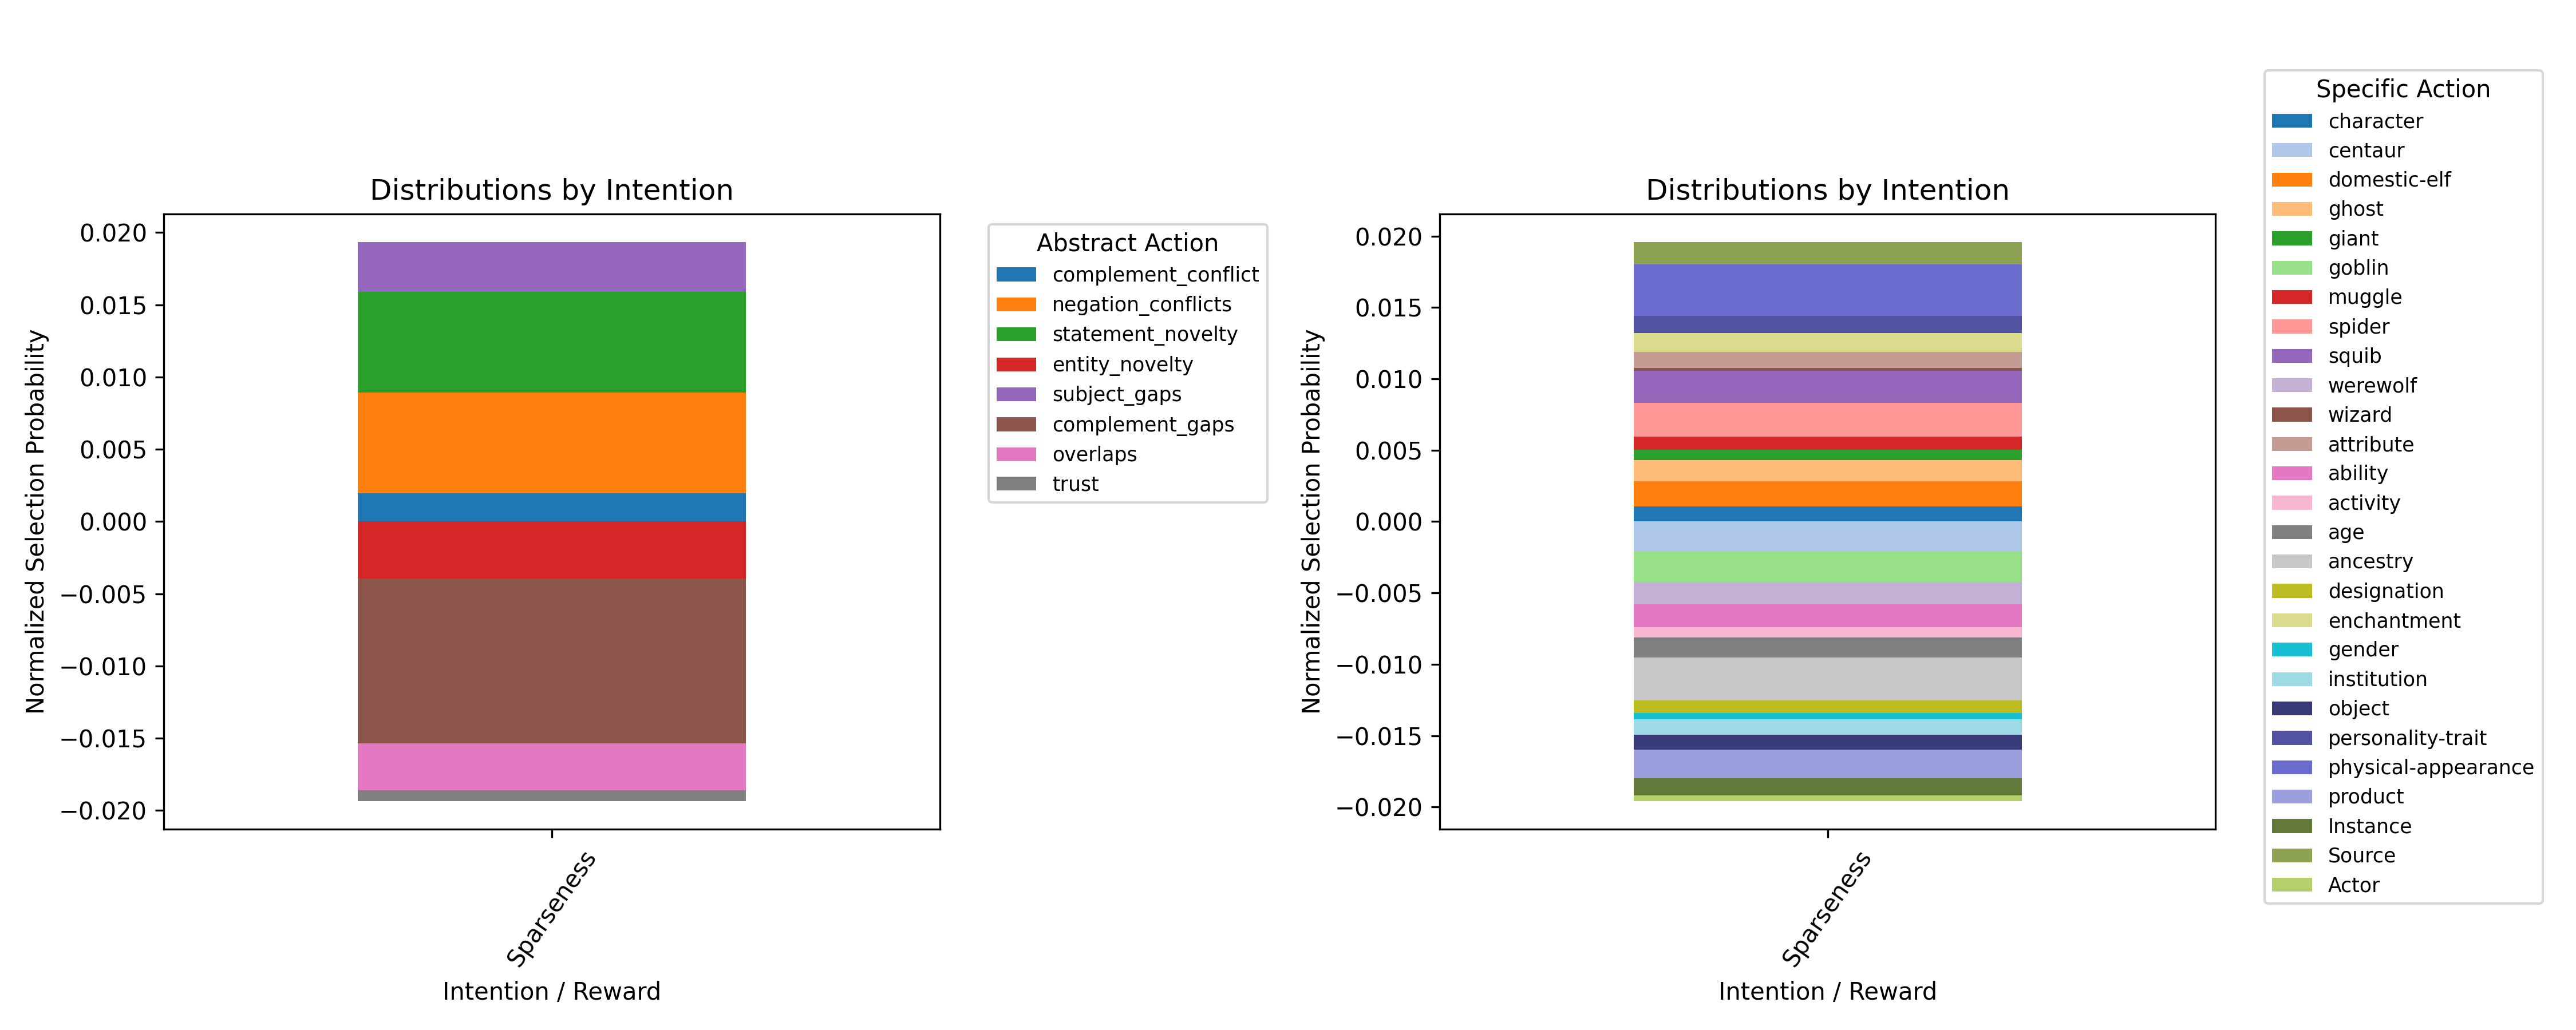 Distributions by Intention
Normalized Selection Probability
0.020
0.015
0.010
0.005
0.000
−0.005
−0.010
−0.015
−0.020
Sparseness
Intention / Reward
Abstract Action
complement_conflict
negation_conflicts
statement_novelty
entity_novelty
subject_gaps
complement_gaps
overlaps
trust
Distributions by Intention
Normalized Selection Probability
0.020
0.015
0.010
0.005
0.000
−0.005
−0.010
−0.015
−0.020
Sparseness
Intention / Reward
Specific Action
character
centaur
domestic-elf
ghost
giant
goblin
muggle
spider
squib
werewolf
wizard
attribute
ability
activity
age
ancestry
designation
enchantment
gender
institution
object
personality-trait
physical-appearance
product
Instance
Source
Actor